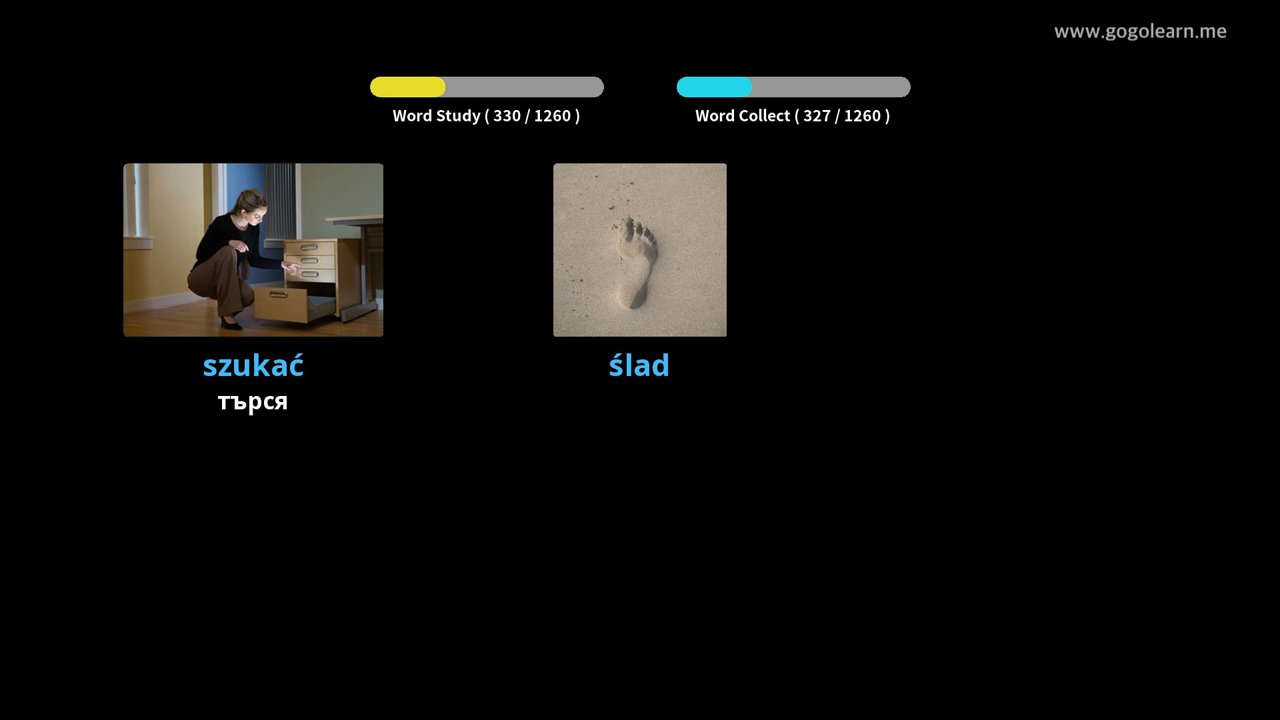 www.gogolearn.me
Word Study ( 330 / 1260 )
Word Collect ( 327 / 1260 )
szukać
търся
ślad